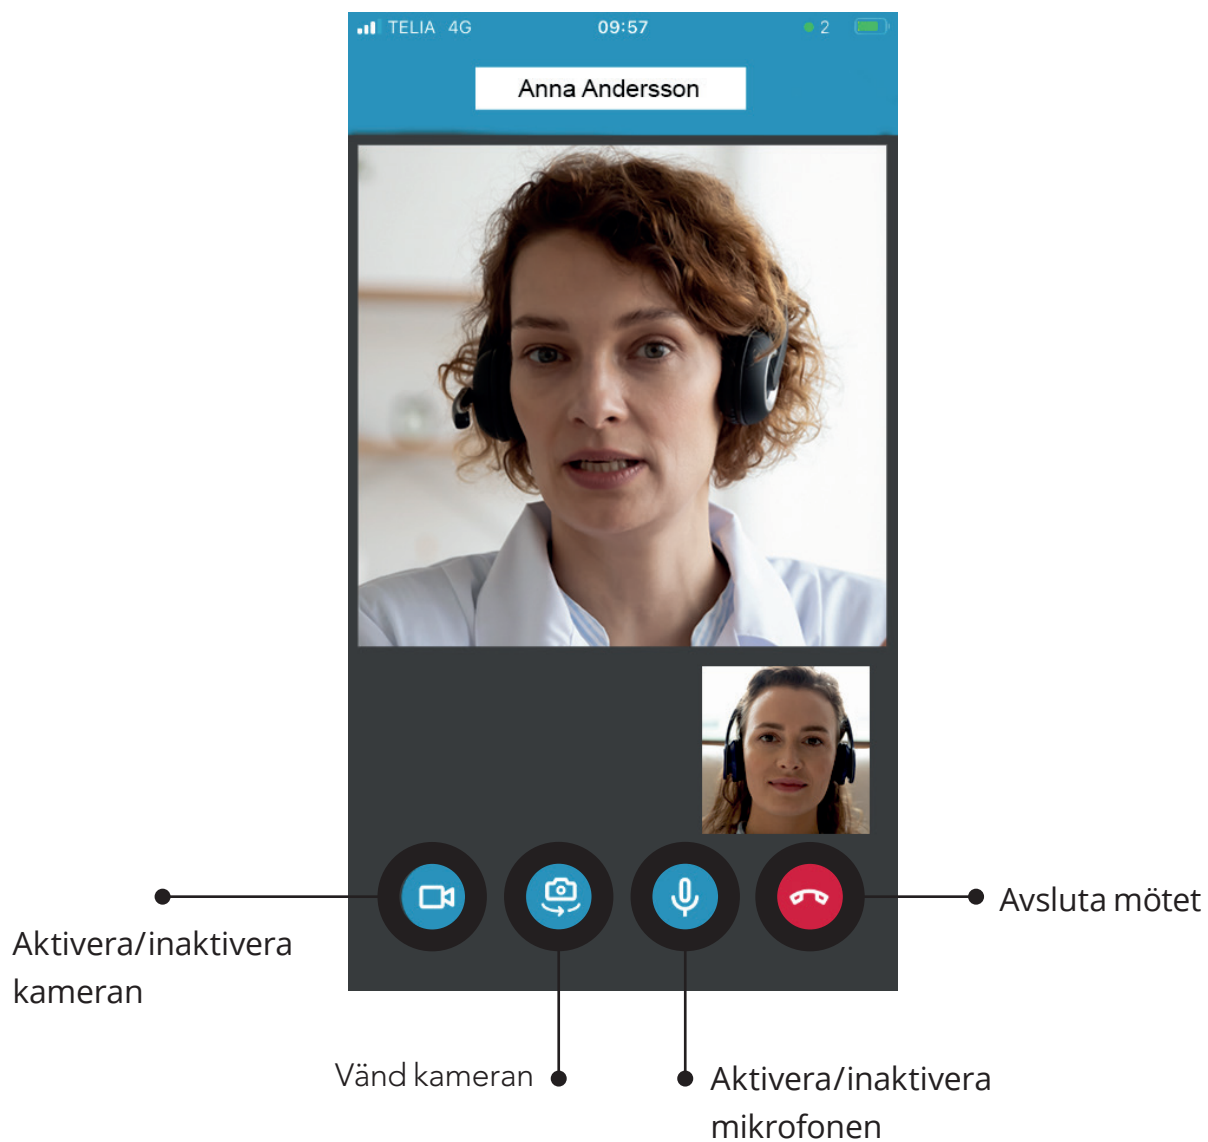 TELIA 4G 09:57 2
Anna Andersson
Avsluta mötet
Aktivera/inaktivera
kameran
Vänd kameran
Aktivera/inaktivera
mikrofonen